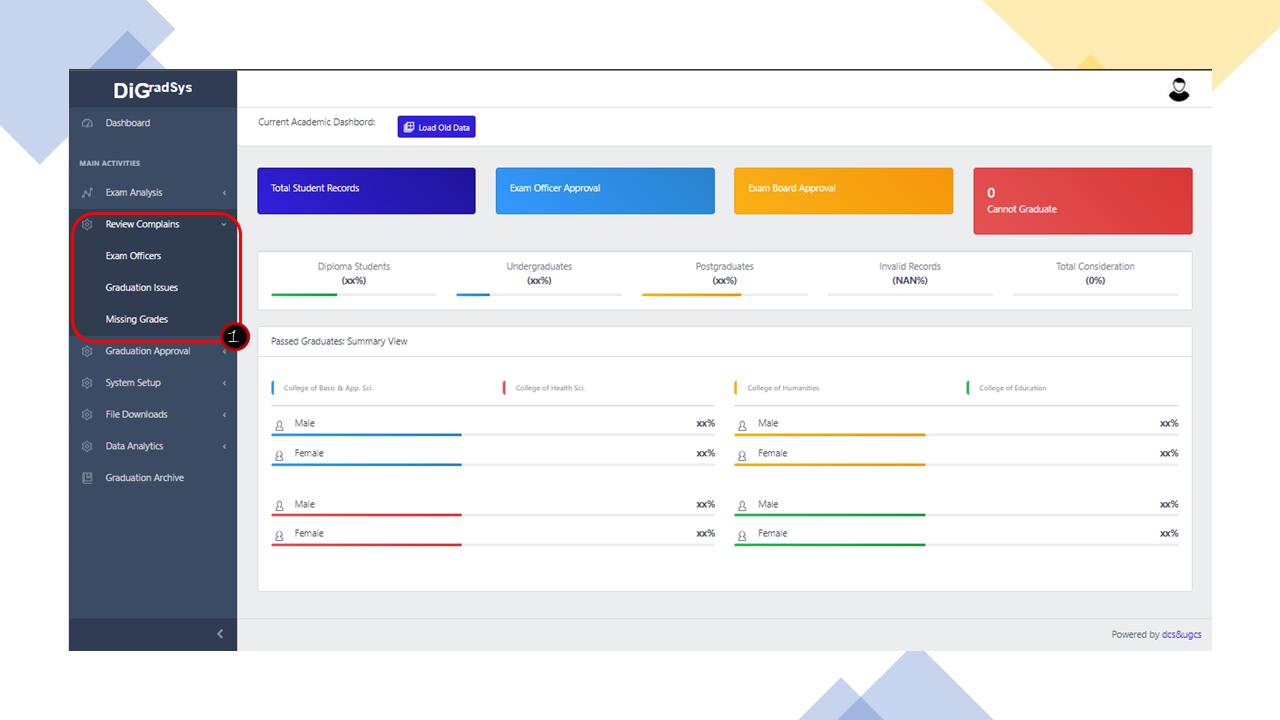 DiGradSys
Dashboard
MAIN ACTIVITIES
Exam Analysis
Review Complains
Exam Officers
Graduation Issues
Missing Grades
1
Graduation Approval
System Setup
File Downloads
Data Analytics
Graduation Archive
Current Academic Dashbord:
Load Old Data
Total Student Records
Exam Officer Approval
Exam Board Approval
0
Cannot Graduate
Diploma Students
(xx%)
Undergraduates
(xx%)
Postgraduates
(xx%)
Invalid Records
(NAN%)
Total Consideration
(0%)
Passed Graduates: Summary View
College of Basic & App. Sci.
College of Health Sci.
College of Humanities
College of Education
Male xx%
Female xx%
Male xx%
Female xx%
Male xx%
Female xx%
Male xx%
Female xx%
Powered by dcs&ugcs